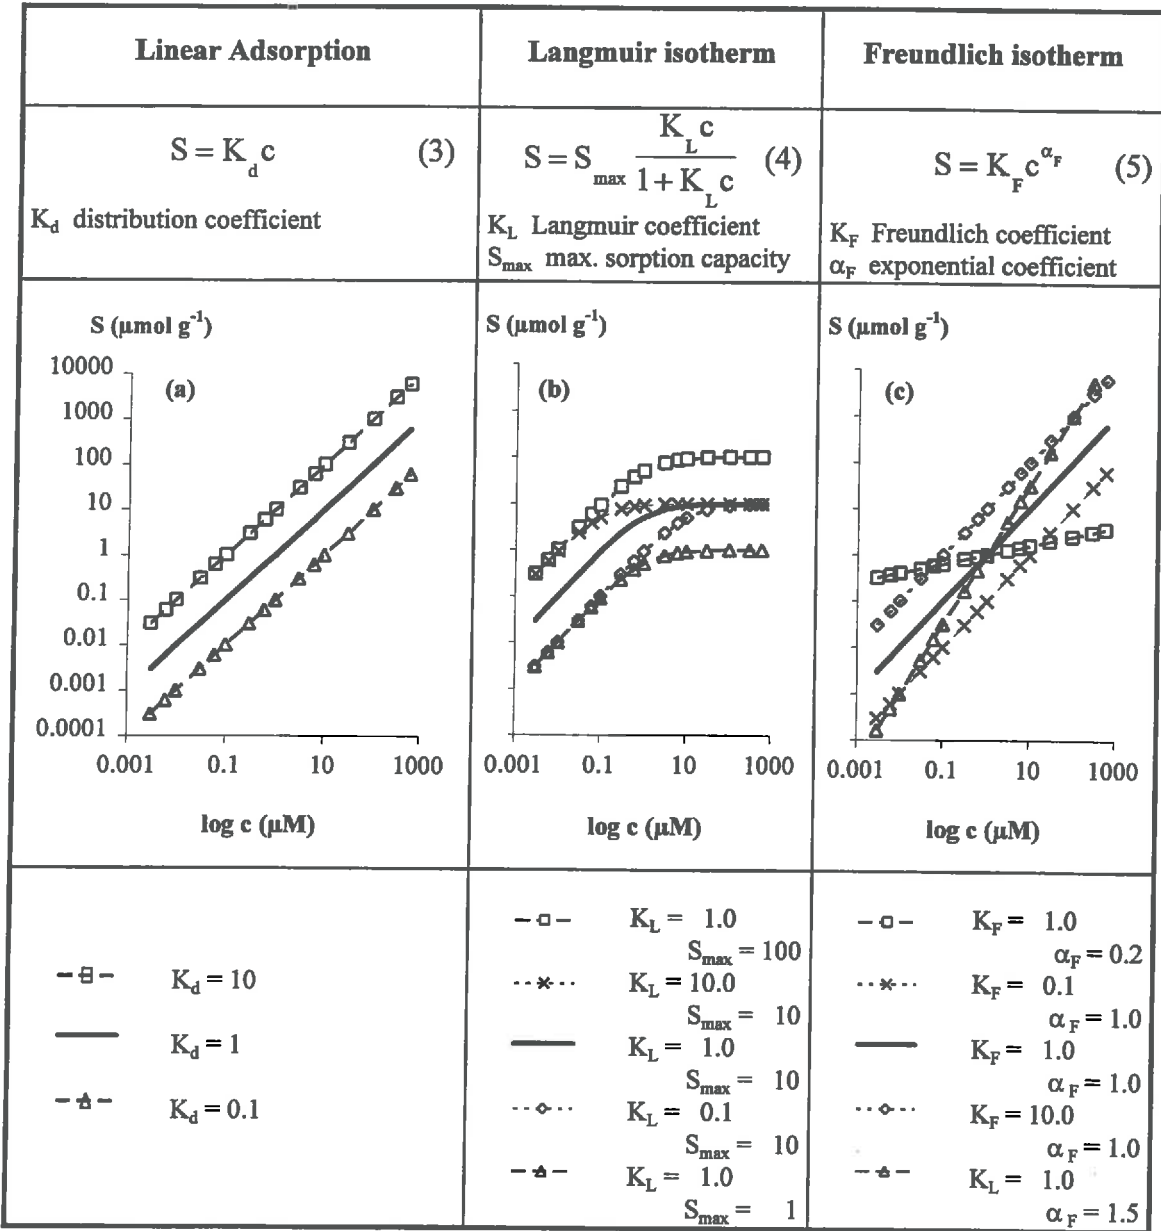 Linear Adsorption
Langmuir isotherm
Freundlich isotherm
S = K_d c (3)
K_d distribution coefficient
S = S_max K_L c / 1 + K_L c (4)
K_L Langmuir coefficient
S_max max. sorption capacity
S = K_F c^α_F (5)
K_F Freundlich coefficient
α_F exponential coefficient
S (μmol g⁻¹)
(a)
10000
1000
100
10
1
0.1
0.01
0.001
0.0001
0.001 0.1 10 1000
log c (μM)
S (μmol g⁻¹)
(b)
0.001 0.1 10 1000
log c (μM)
S (μmol g⁻¹)
(c)
0.001 0.1 10 1000
log c (μM)
K_d = 10
K_d = 1
K_d = 0.1
K_L = 1.0
S_max = 100
K_L = 10.0
S_max = 10
K_L = 1.0
S_max = 10
K_L = 0.1
S_max = 10
K_L = 1.0
S_max = 1
K_F = 1.0
α_F = 0.2
K_F = 0.1
α_F = 1.0
K_F = 1.0
α_F = 1.0
K_F = 10.0
α_F = 1.0
K_L = 1.0
α_F = 1.5